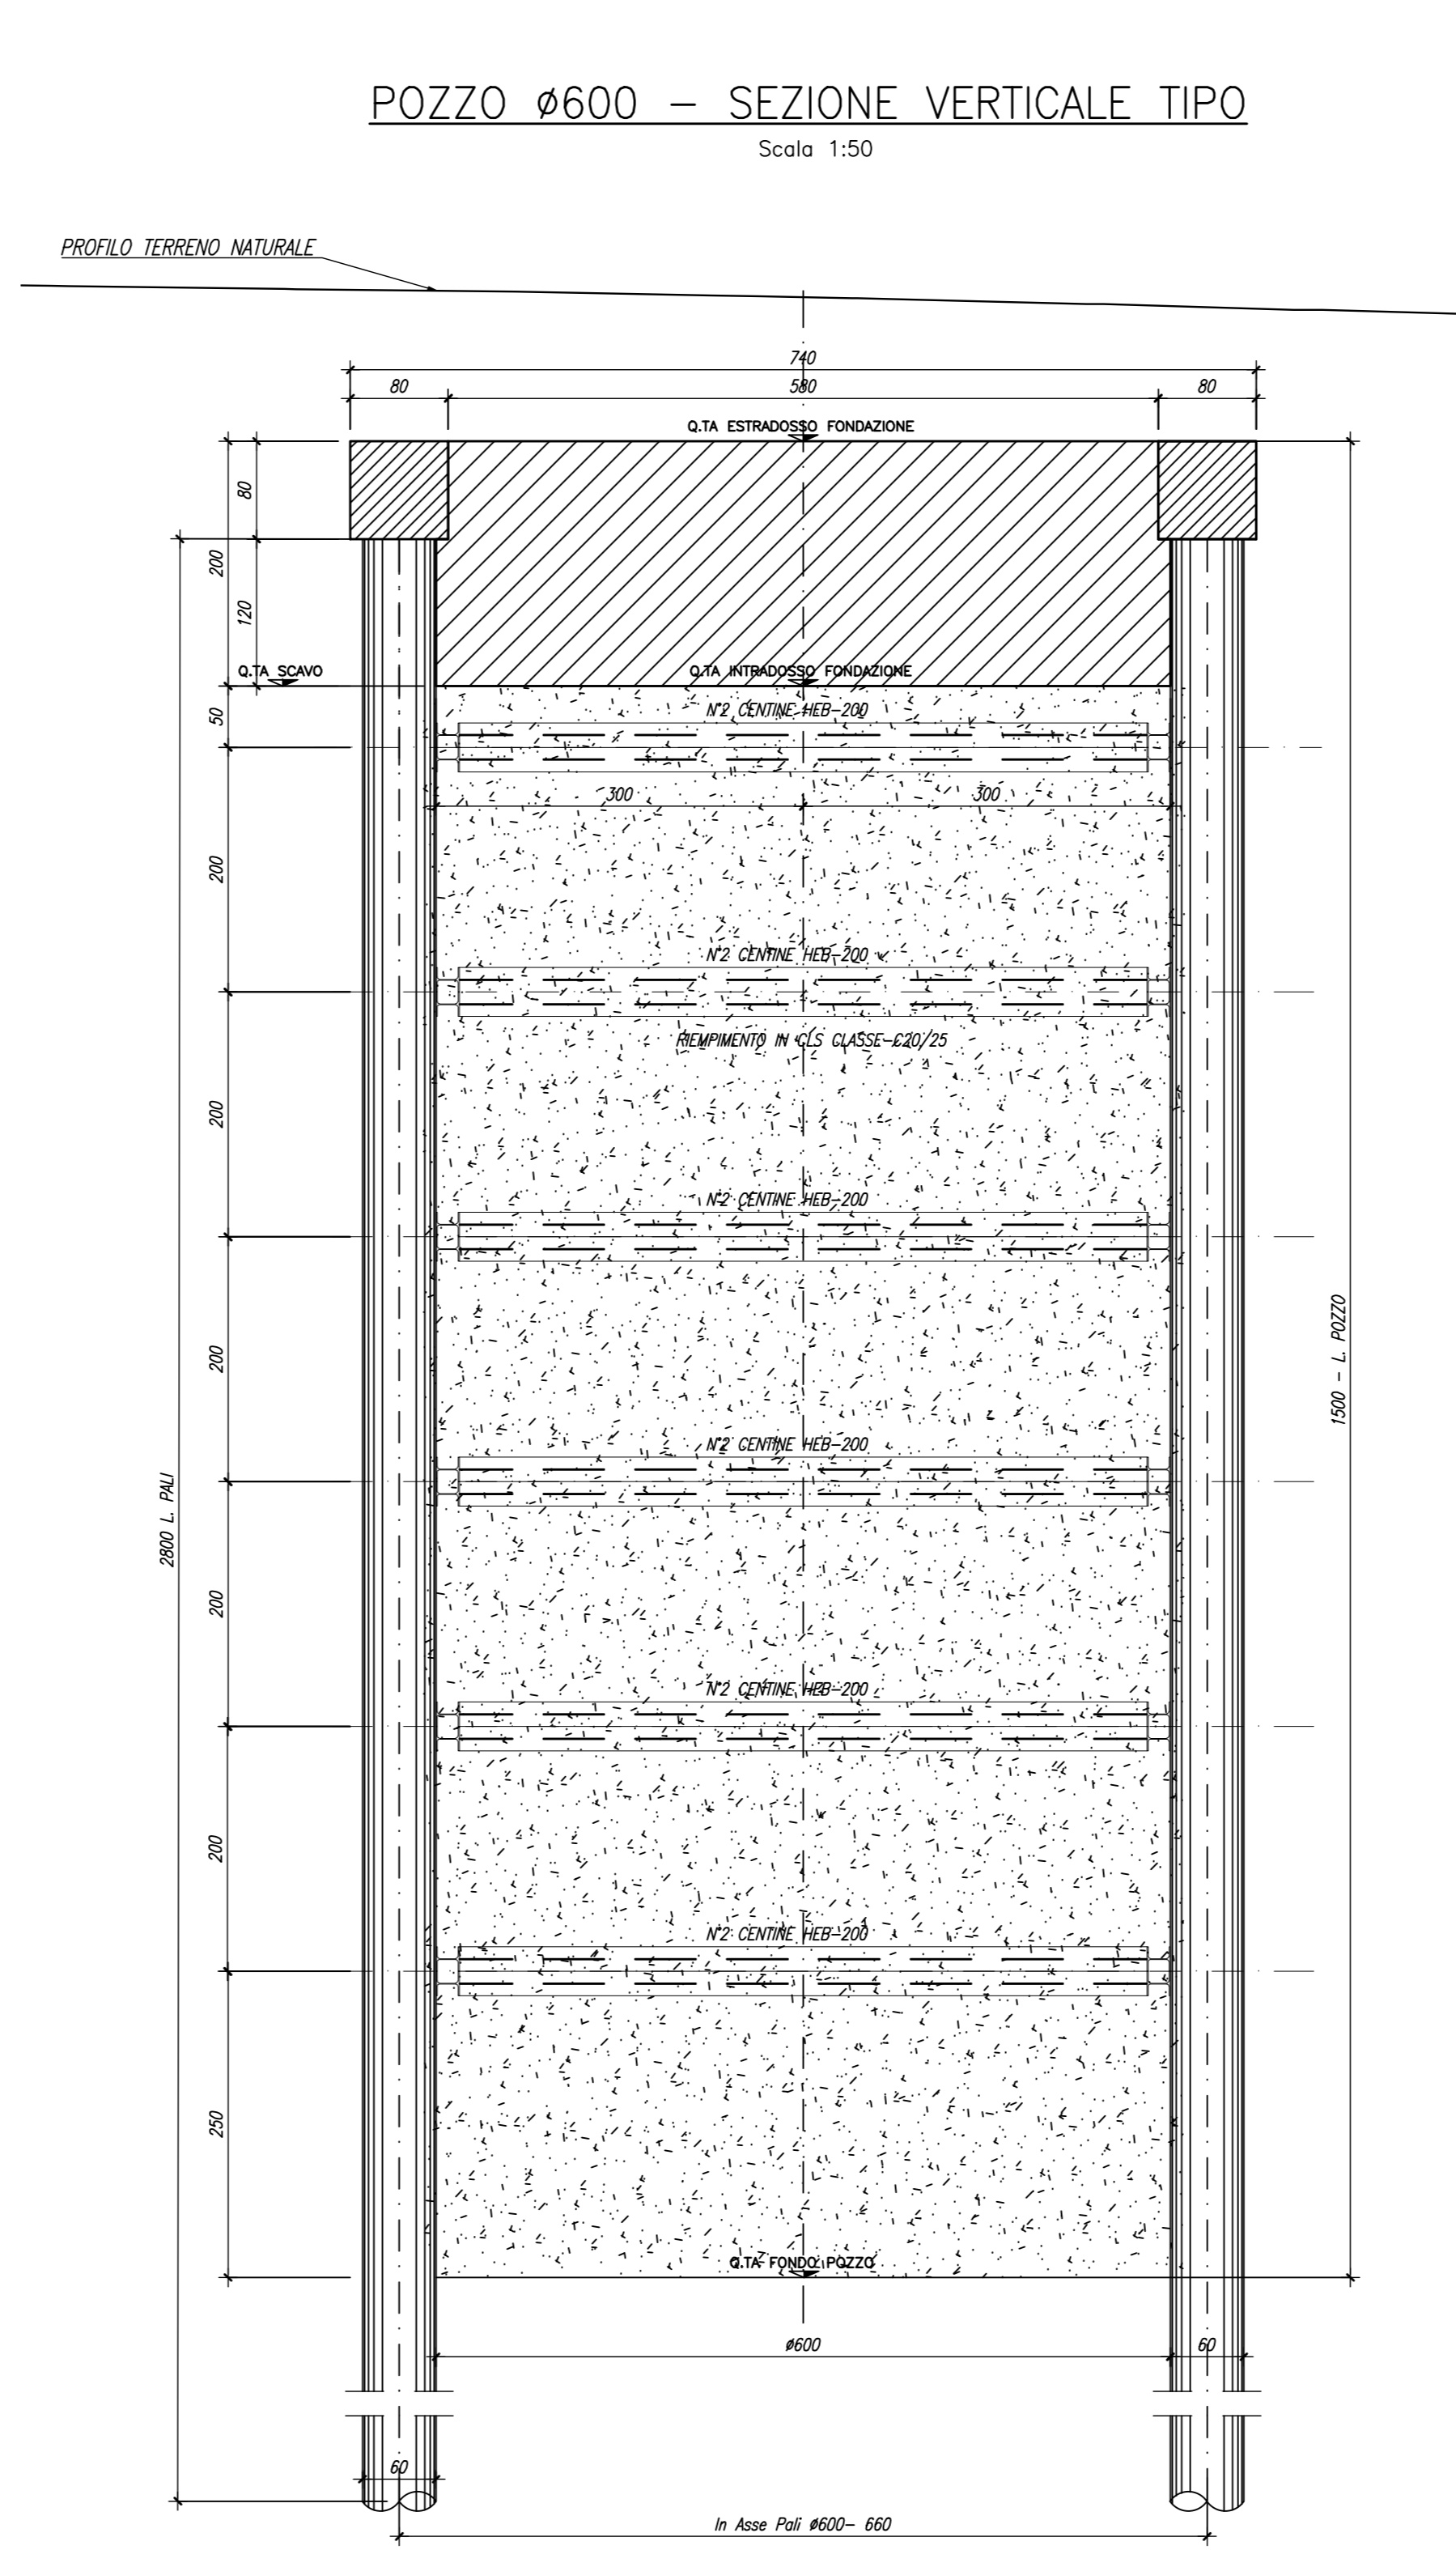 POZZO ø600 – SEZIONE VERTICALE TIPO
Scala 1:50
PROFILO TERRENO NATURALE
740
80 580 80
Q.TA ESTRADOSSO FONDAZIONE
80
200
120
Q.TA SCAVO
Q.TA INTRADOSSO FONDAZIONE
50
N°2 CENTINE HEB-200
300 300
200
N°2 CENTINE HEB-200
RIEMPIMENTO IN CLS CLASSE-C20/25
200
N°2 CENTINE HEB-200
200
1500 – L. POZZO
N°2 CENTINE HEB-200
2800 L. PALI
200
N°2 CENTINE HEB-200
200
N°2 CENTINE HEB-200
250
Q.TA FONDO POZZO
ø600 60
60
In Asse Pali ø600– 660